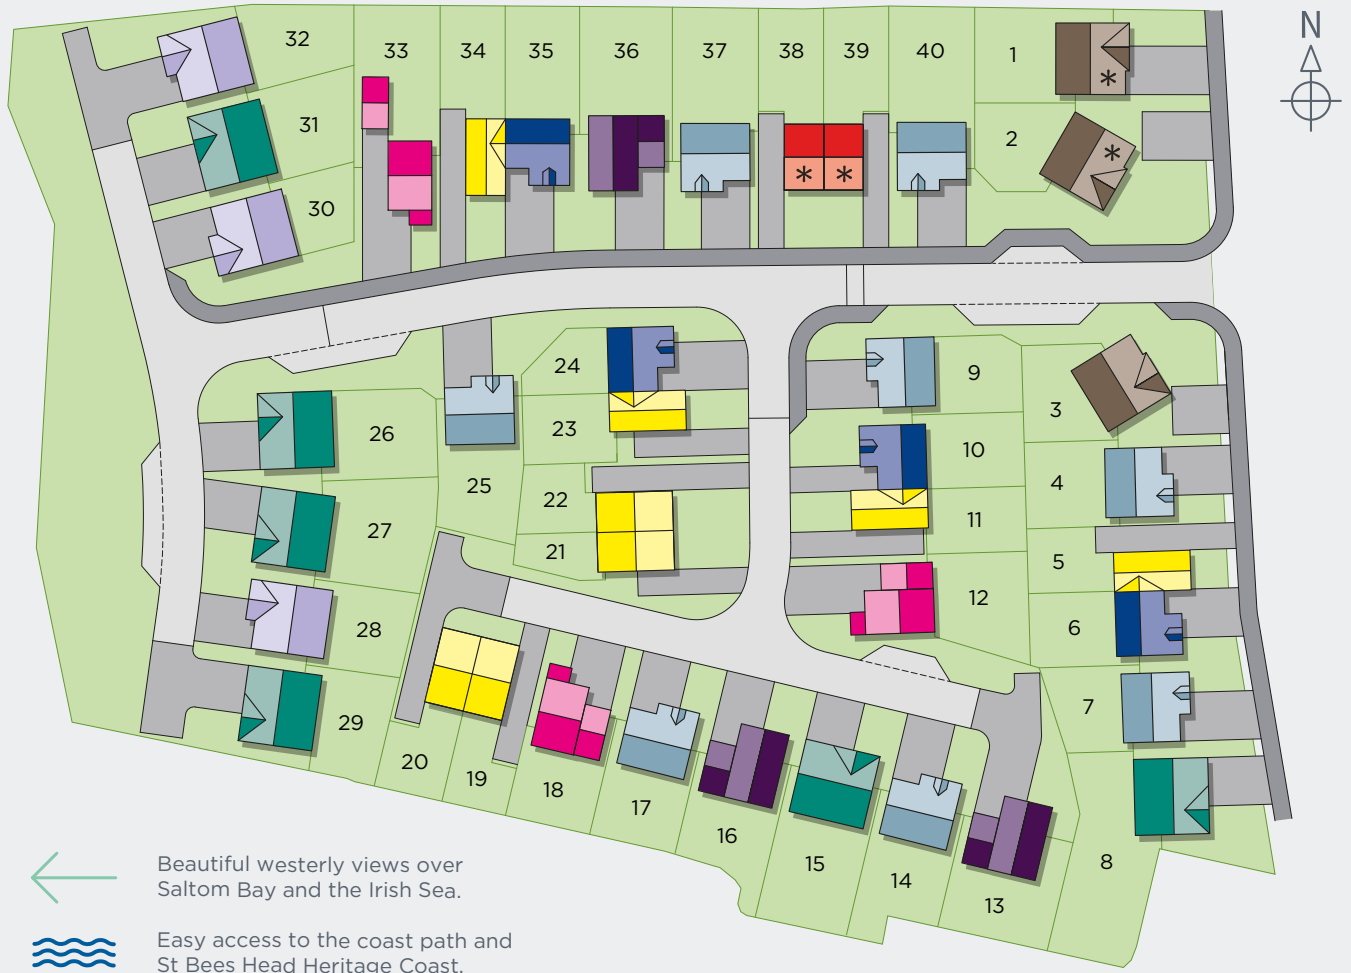 N
32 33 34 35 36 37 38 39 40 1
31 2
* * * *
30
24 9 3
23 26 10
25 22 4
27 21 11 5
28 12 6
29 7
20 19 18 17 16 15 14 13 8
Beautiful westerly views over
Saltom Bay and the Irish Sea.
Easy access to the coast path and
St Bees Head Heritage Coast.